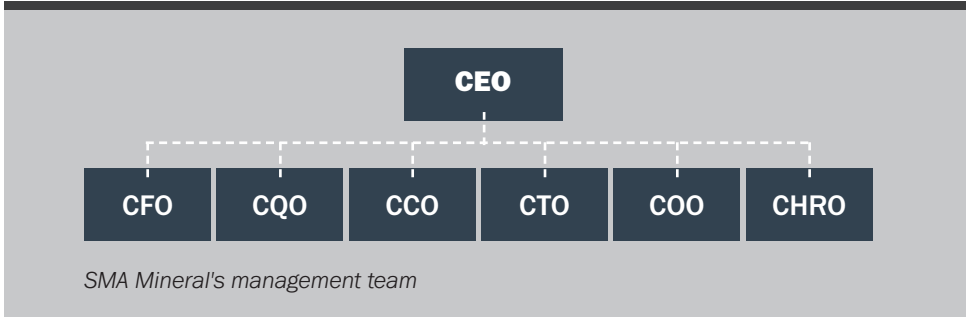 CEO
CFO CQO CCO CTO COO CHRO
SMA Mineral's management team